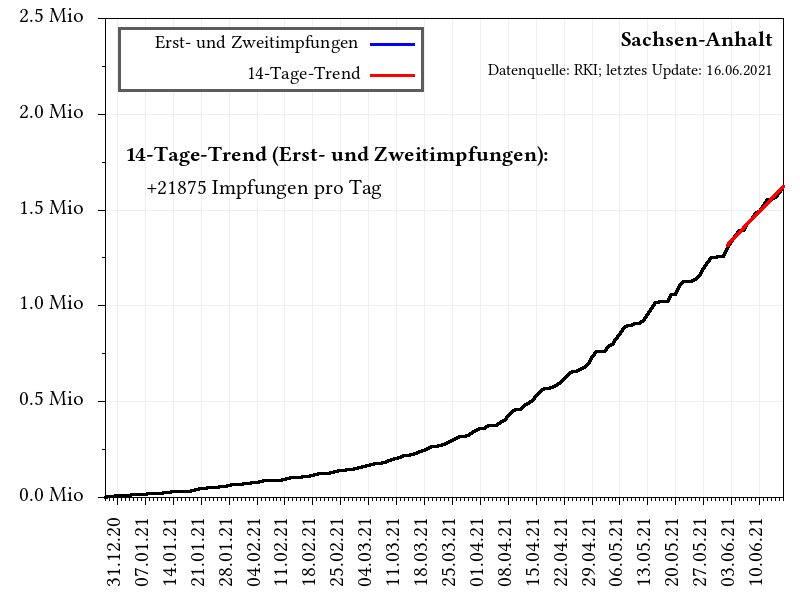 2.5 Mio
2.0 Mio
1.5 Mio
1.0 Mio
0.5 Mio
0.0 Mio
Erst- und Zweitimpfungen
14-Tage-Trend
Sachsen-Anhalt
Datenquelle: RKI; letztes Update: 16.06.2021
14-Tage-Trend (Erst- und Zweitimpfungen):
+21875 Impfungen pro Tag
31.12.20
07.01.21
14.01.21
21.01.21
28.01.21
04.02.21
11.02.21
18.02.21
25.02.21
04.03.21
11.03.21
18.03.21
25.03.21
01.04.21
08.04.21
15.04.21
22.04.21
29.04.21
06.05.21
13.05.21
20.05.21
27.05.21
03.06.21
10.06.21